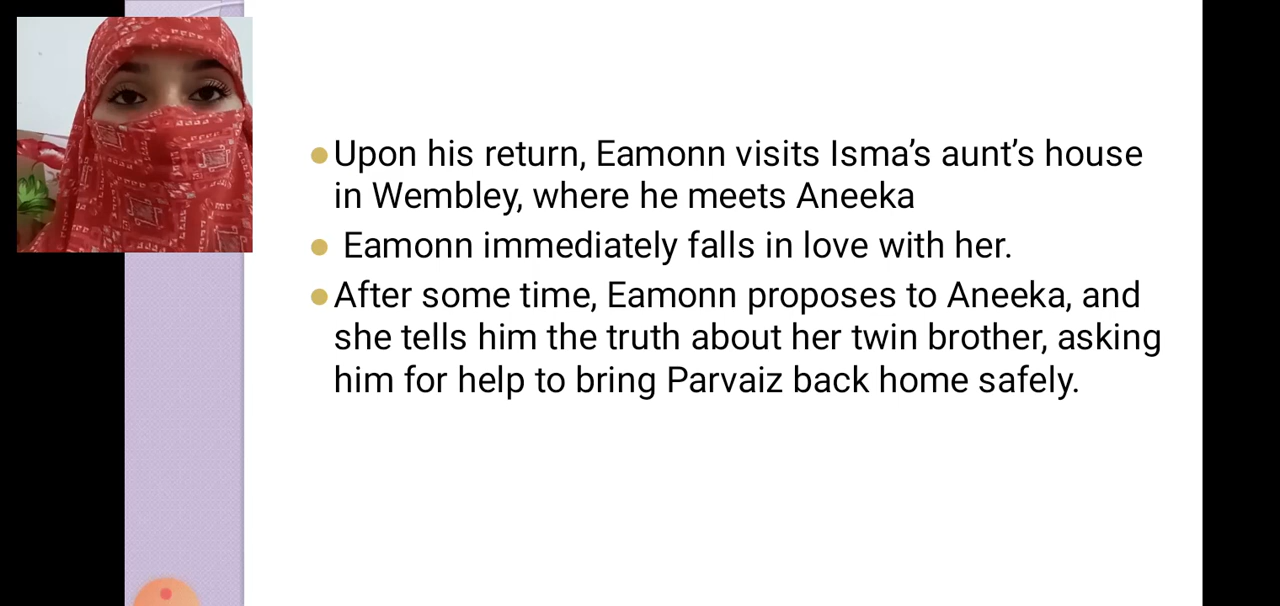 Upon his return, Eamonn visits Isma’s aunt’s house
in Wembley, where he meets Aneeka
Eamonn immediately falls in love with her.
After some time, Eamonn proposes to Aneeka, and
she tells him the truth about her twin brother, asking
him for help to bring Parvaiz back home safely.